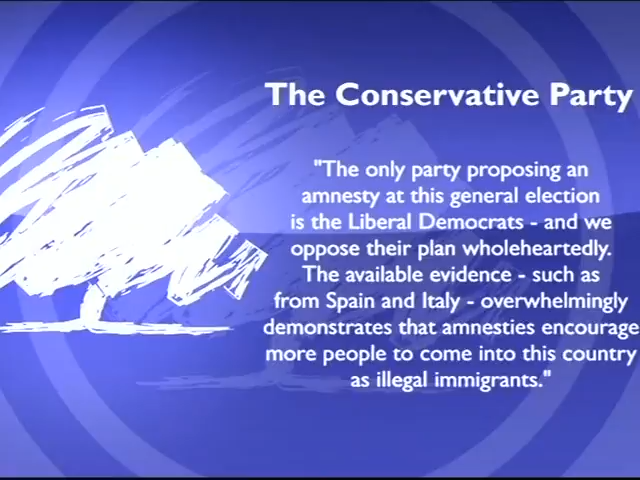 The Conservative Party
"The only party proposing an
amnesty at this general election
is the Liberal Democrats - and we
oppose their plan wholeheartedly.
The available evidence - such as
from Spain and Italy - overwhelmingly
demonstrates that amnesties encourage
more people to come into this country
as illegal immigrants."